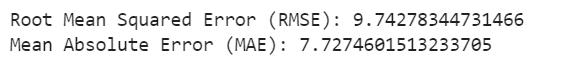 Root Mean Squared Error (RMSE): 9.74278344731466
Mean Absolute Error (MAE): 7.7274601513233705